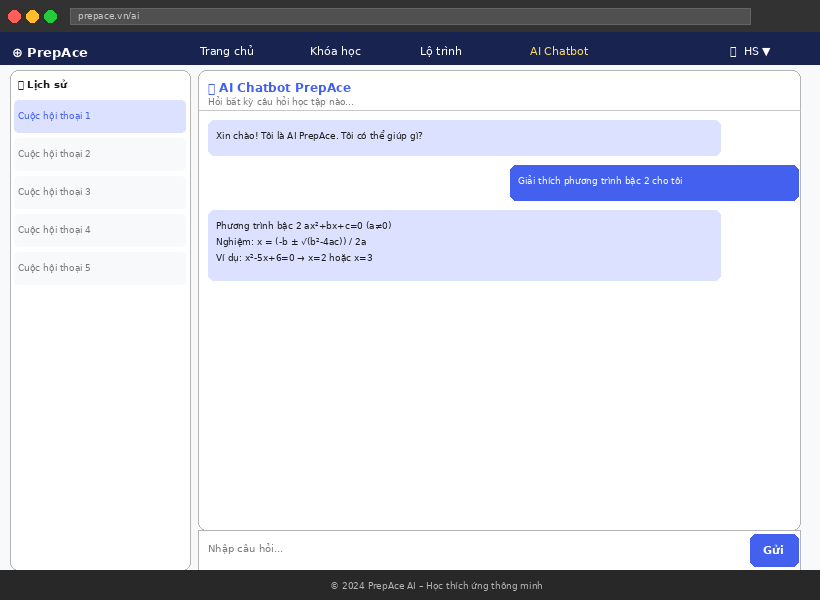 prepace.vn/ai
⊕ PrepAce
Trang chủ
Khóa học
Lộ trình
AI Chatbot
HS ▼
Lịch sử
Cuộc hội thoại 1
Cuộc hội thoại 2
Cuộc hội thoại 3
Cuộc hội thoại 4
Cuộc hội thoại 5
AI Chatbot PrepAce
Hỏi bất kỳ câu hỏi học tập nào...
Xin chào! Tôi là AI PrepAce. Tôi có thể giúp gì?
Giải thích phương trình bậc 2 cho tôi
Phương trình bậc 2 ax²+bx+c=0 (a≠0)
Nghiệm: x = (-b ± √(b²-4ac)) / 2a
Ví dụ: x²-5x+6=0 → x=2 hoặc x=3
Nhập câu hỏi...
Gửi
© 2024 PrepAce AI – Học thích ứng thông minh